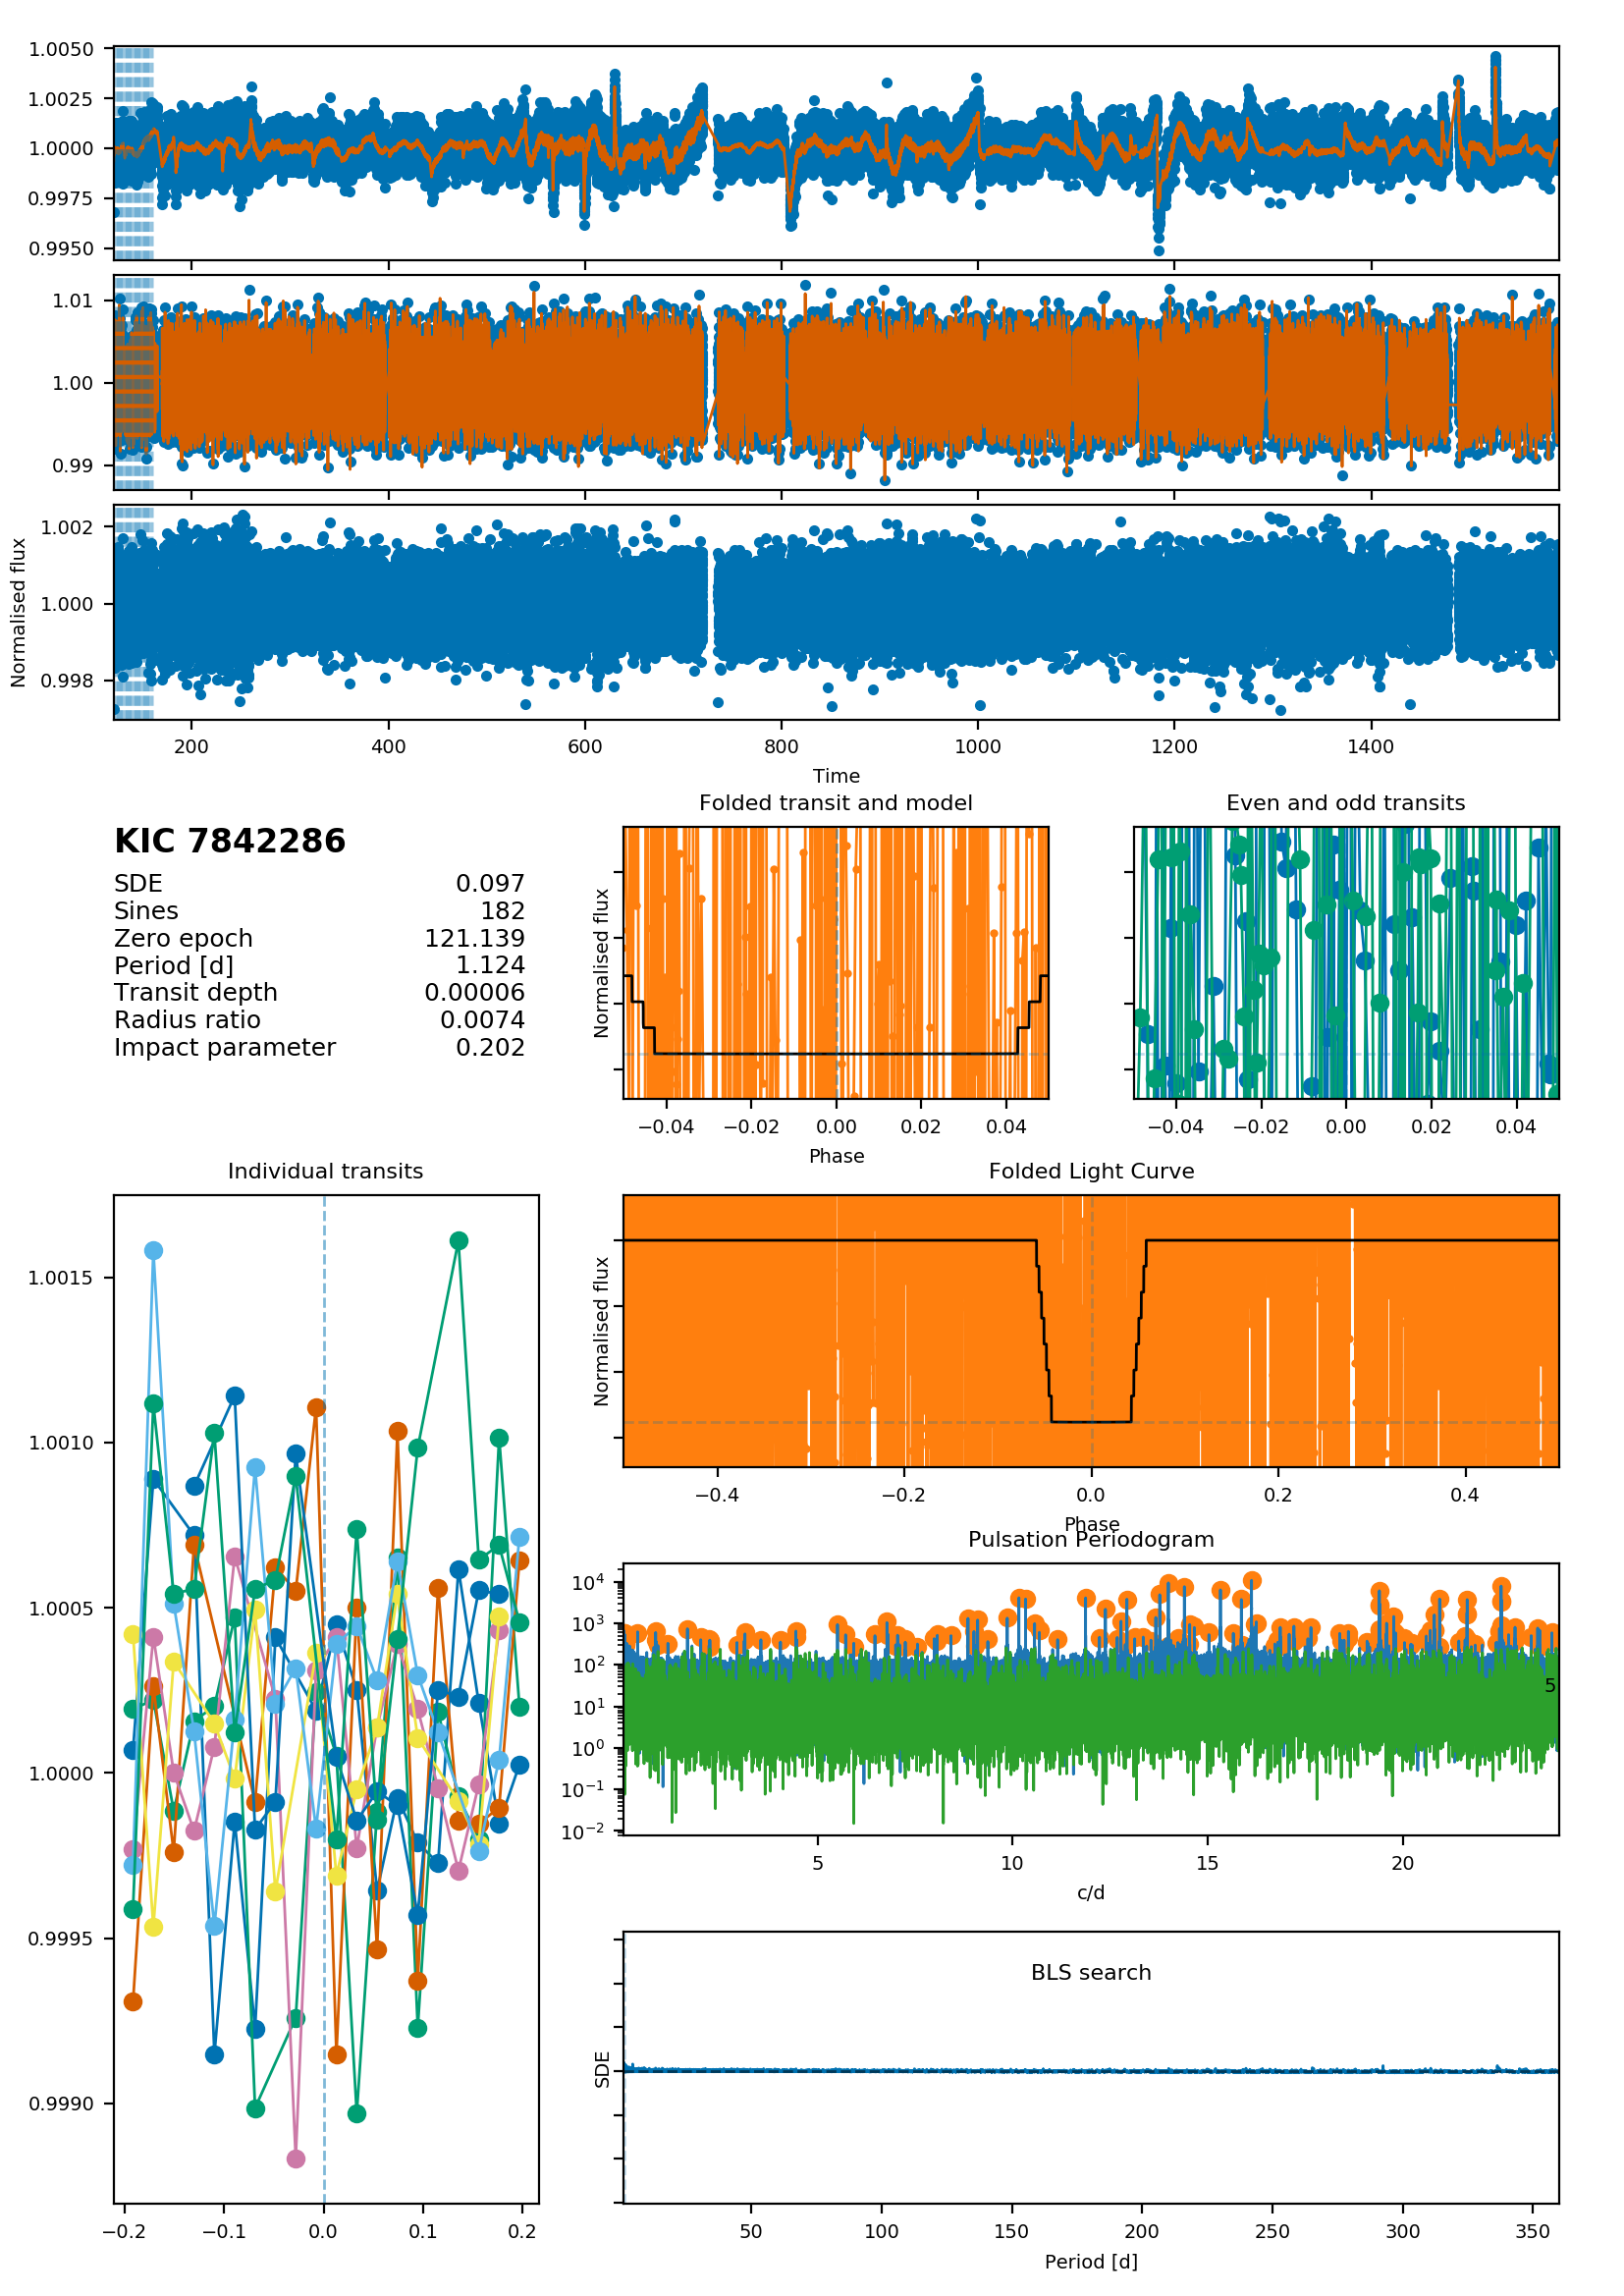 1.0050
1.0025
1.0000
0.9975
0.9950
1.01
1.00
0.99
1.002
1.000
0.998
Normalised flux
200 400 600 800 1000 1200 1400
Time
KIC 7842286
SDE 0.097
Sines 182
Zero epoch 121.139
Period [d] 1.124
Transit depth 0.00006
Radius ratio 0.0074
Impact parameter 0.202
Folded transit and model
Normalised flux
−0.04 −0.02 0.00 0.02 0.04
Phase
Even and odd transits
−0.04 −0.02 0.00 0.02 0.04
Individual transits
1.0015
1.0010
1.0005
1.0000
0.9995
0.9990
−0.2 −0.1 0.0 0.1 0.2
Folded Light Curve
Normalised flux
−0.4 −0.2 0.0 0.2 0.4
Phase
Pulsation Periodogram
10⁴
10³
10²
10¹
10⁰
10⁻¹
10⁻²
5
5 10 15 20
c/d
BLS search
SDE
50 100 150 200 250 300 350
Period [d]